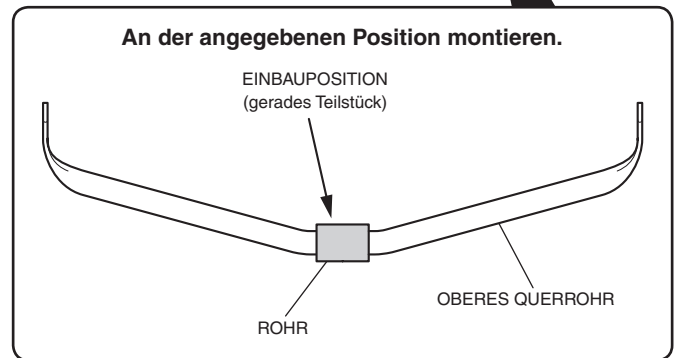 An der angegebenen Position montieren.
EINBAUPOSITION
(gerades Teilstück)
OBERES QUERROHR
ROHR